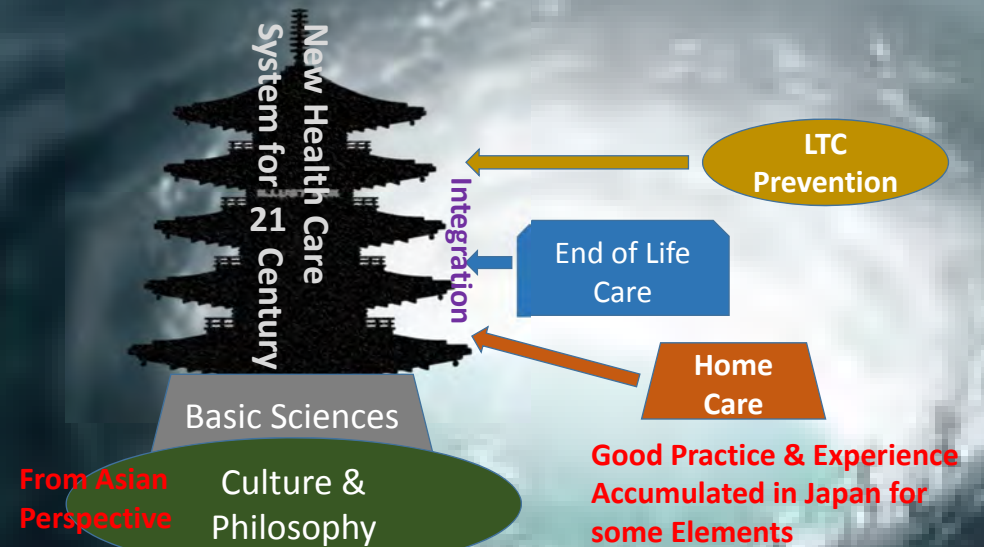 New Health Care
System for 21 Century
Integration
LTC
Prevention
End of Life
Care
Home
Care
Basic Sciences
Culture &
Philosophy
From Asian
Perspective
Good Practice & Experience
Accumulated in Japan for
some Elements